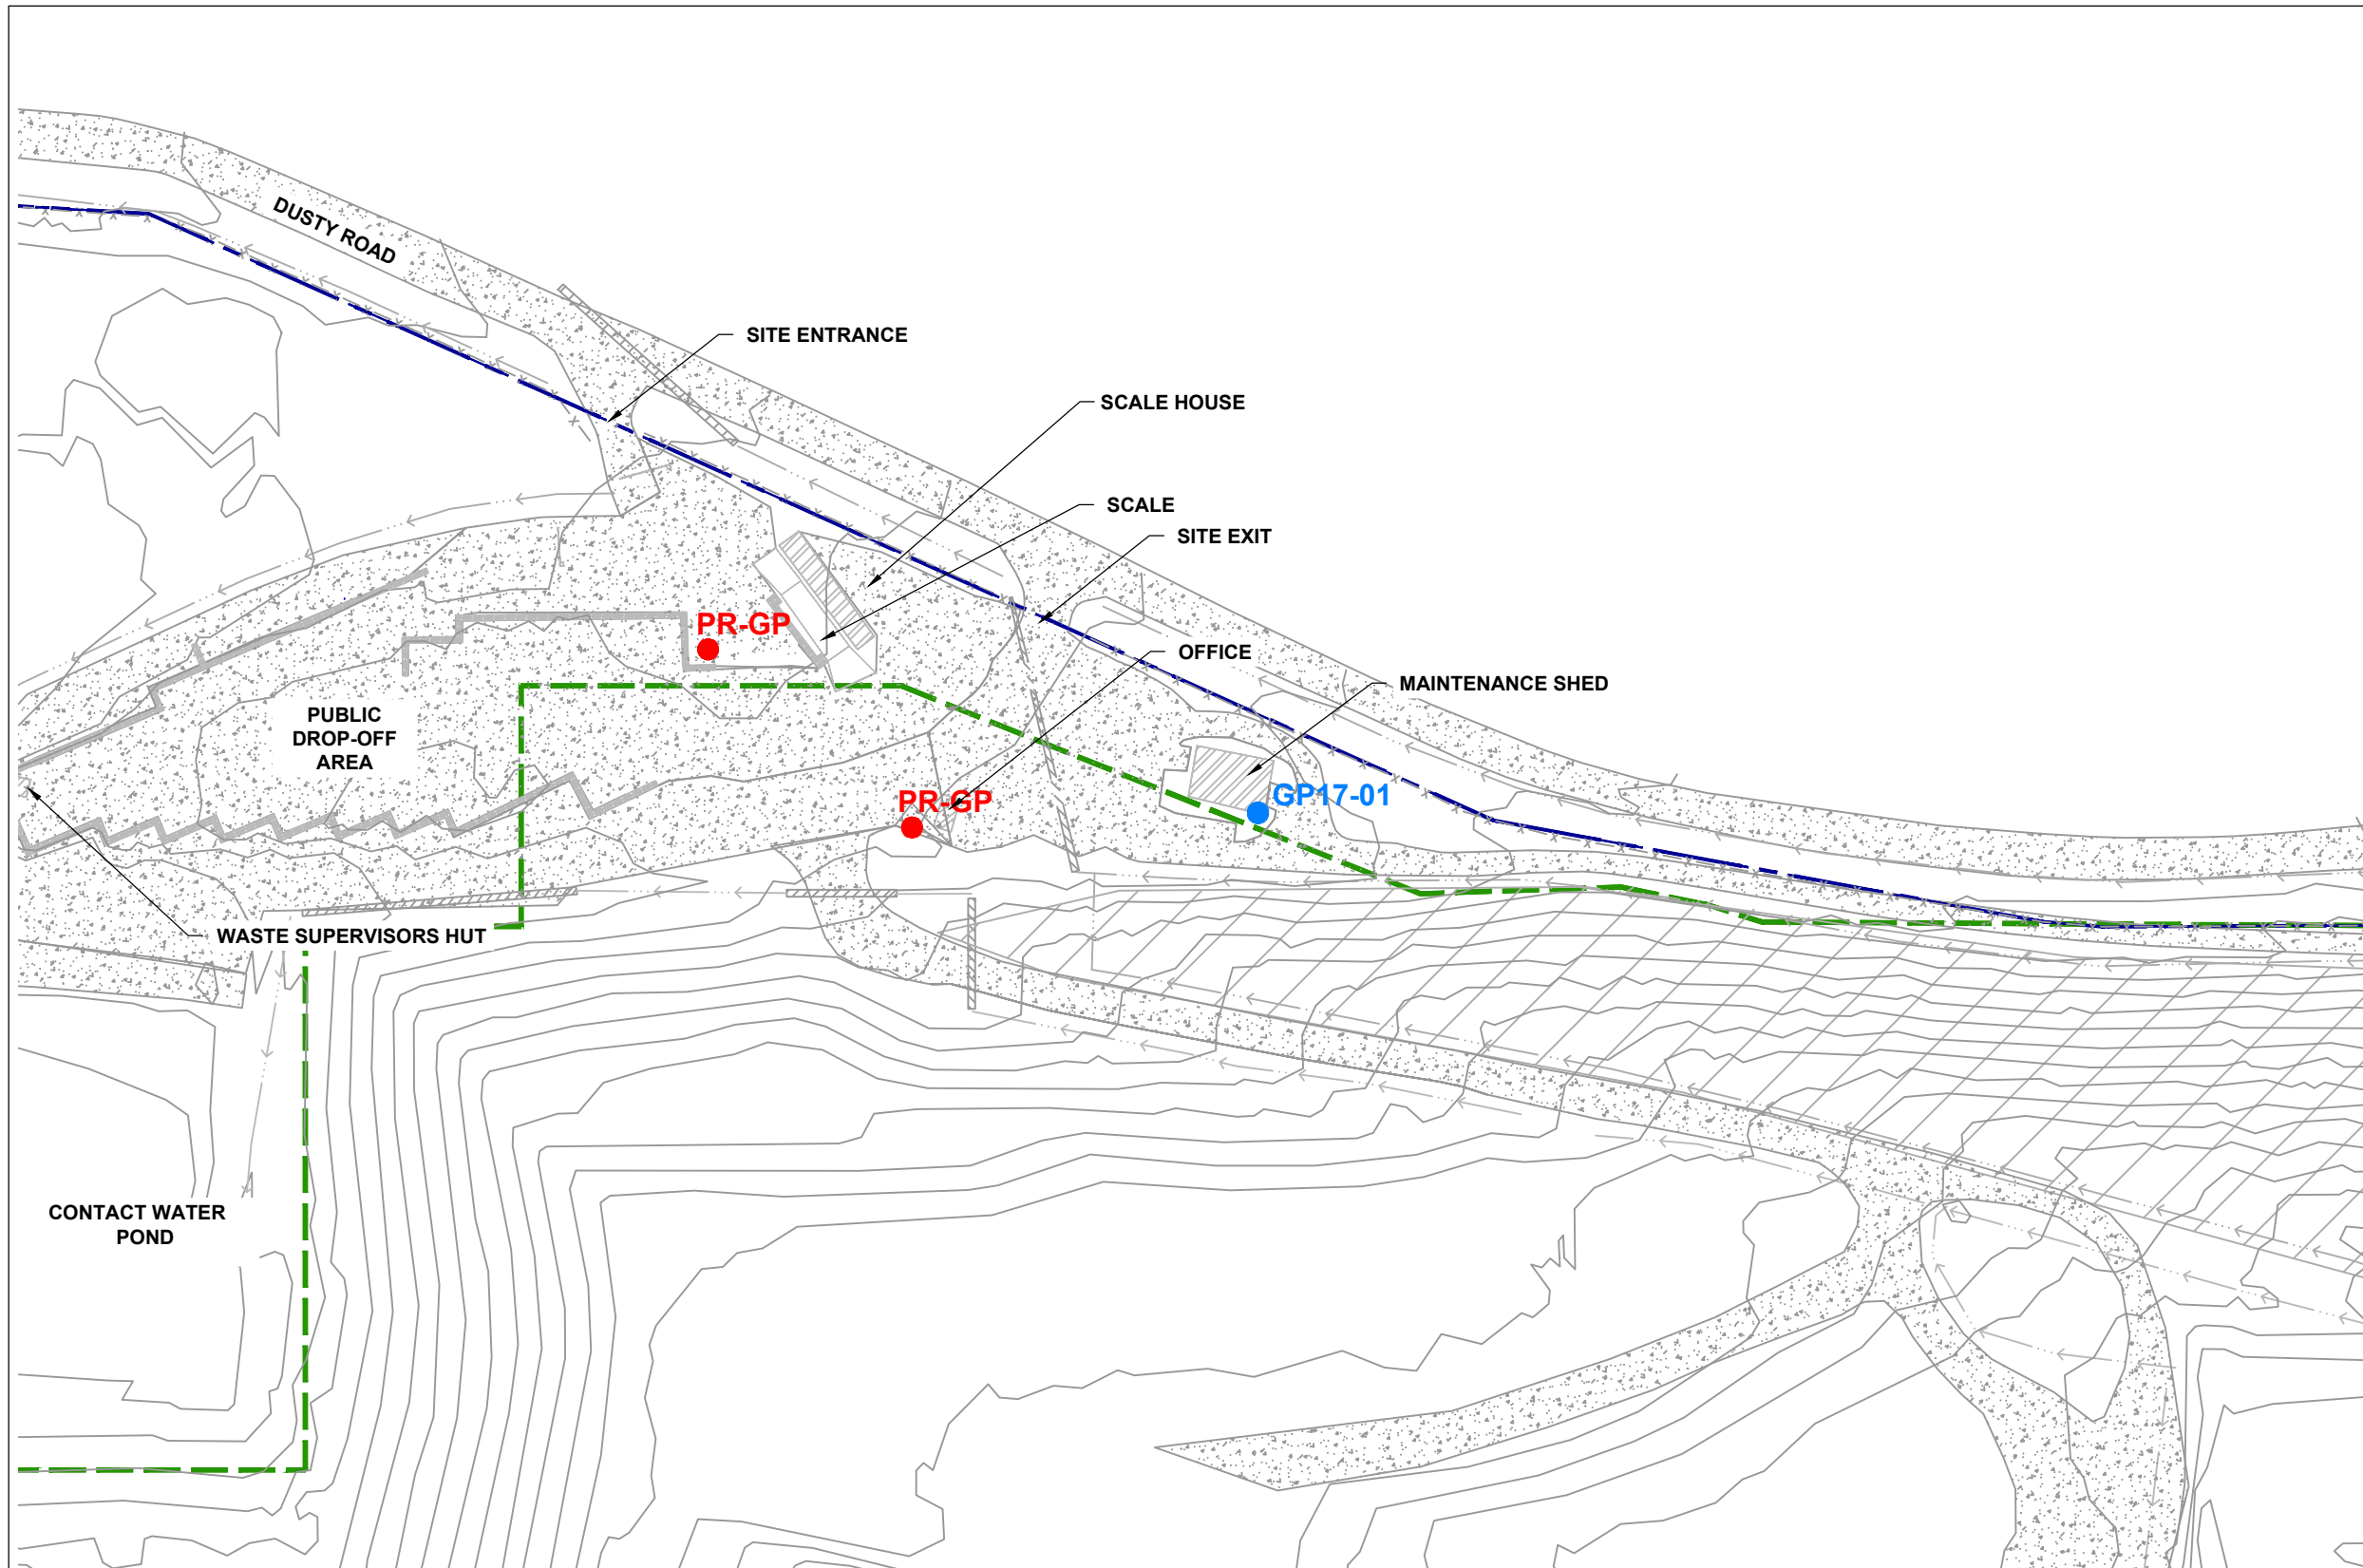 DUSTY ROAD
SITE ENTRANCE
SCALE HOUSE
SCALE
SITE EXIT
PR-GP
OFFICE
MAINTENANCE SHED
PUBLIC
DROP-OFF
AREA
PR-GP
GP17-01
WASTE SUPERVISORS HUT
CONTACT WATER
POND